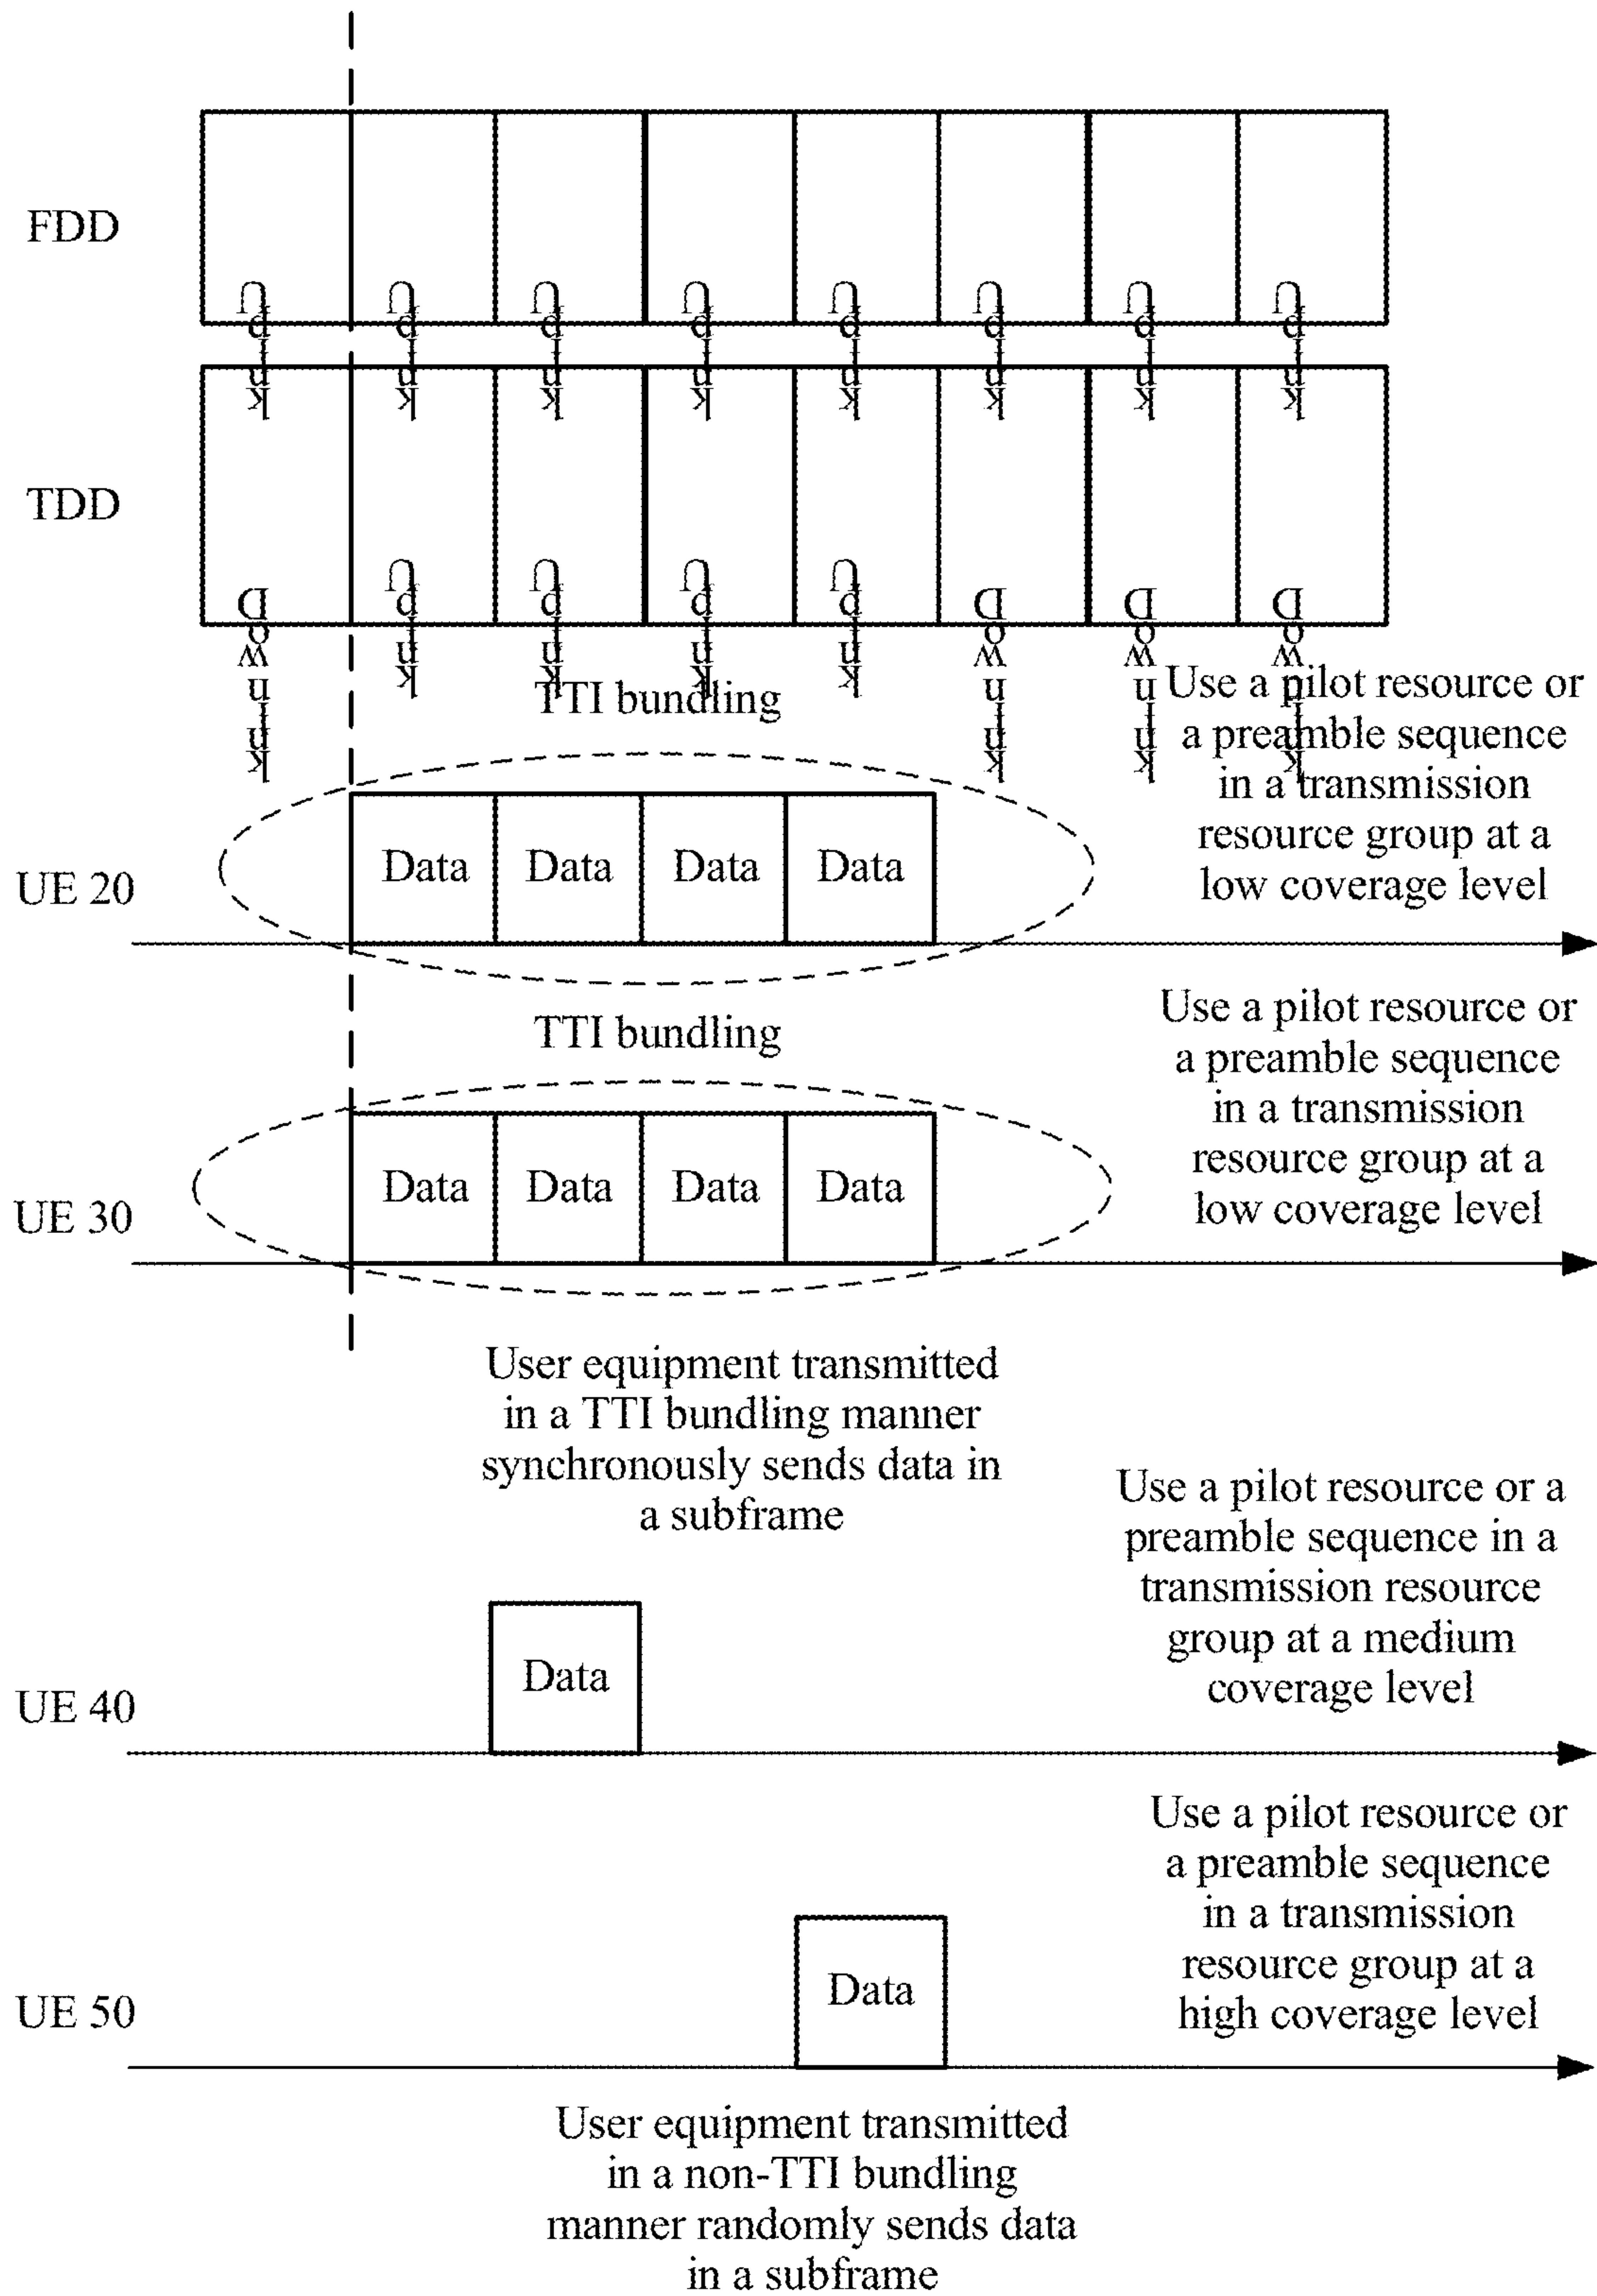 FDD
Uplink
Uplink
Uplink
Uplink
Uplink
Uplink
Uplink
Uplink
TDD
Downlink
Uplink
Uplink
Uplink
Uplink
Downlink
Downlink
Downlink
TTI bundling
Use a pilot resource or
a preamble sequence
in a transmission
resource group at a
low coverage level
UE 20
Data
Data
Data
Data
TTI bundling
Use a pilot resource or
a preamble sequence
in a transmission
resource group at a
low coverage level
UE 30
Data
Data
Data
Data
User equipment transmitted
in a TTI bundling manner
synchronously sends data in
a subframe
Use a pilot resource or a
preamble sequence in a
transmission resource
group at a medium
coverage level
UE 40
Data
Use a pilot resource or
a preamble sequence
in a transmission
resource group at a
high coverage level
UE 50
Data
User equipment transmitted
in a non-TTI bundling
manner randomly sends data
in a subframe